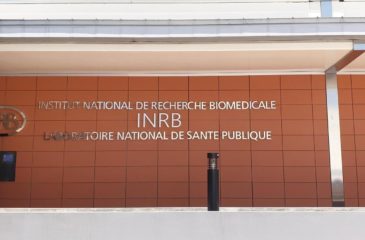 INSTITUT NATIONAL DE RECHERCHE BIOMEDICALE
INRB
LABORATOIRE NATIONAL DE SANTE PUBLIQUE